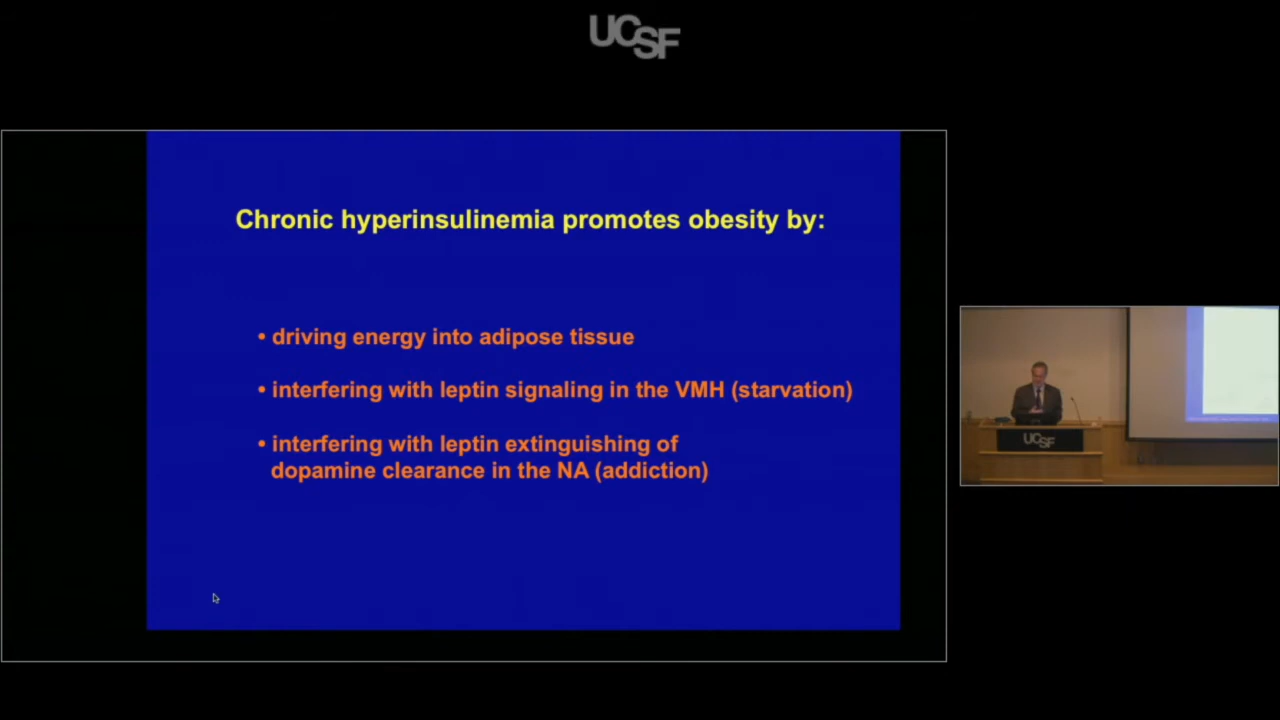 UCSF
Chronic hyperinsulinemia promotes obesity by:
• driving energy into adipose tissue
• interfering with leptin signaling in the VMH (starvation)
• interfering with leptin extinguishing of
dopamine clearance in the NA (addiction)
UCSF